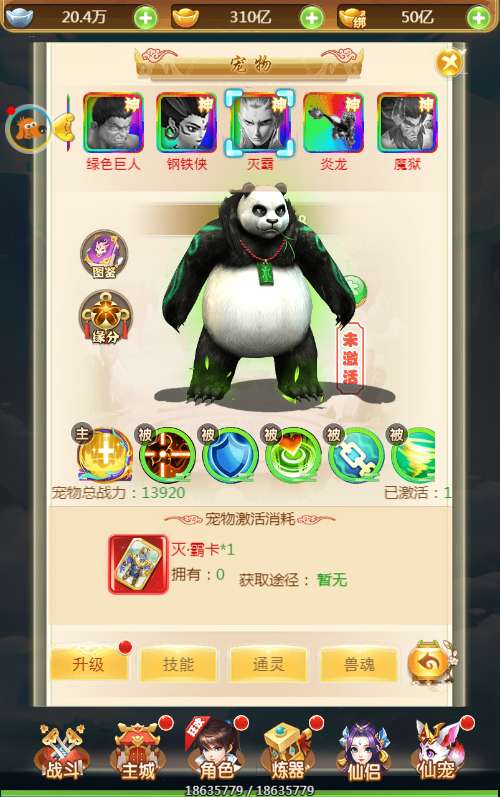 20.4万
310亿
绑
50亿
宠物
神 神 神 神 神
绿色巨人 钢铁侠 灭霸 炎龙 魔狱
8
图鉴
缘分
未激活
主 被 被 被 被 被
宠物总战力：13920
已激活：1
宠物激活消耗
灭·霸卡*1
拥有：0
获取途径：暂无
升级 技能 通灵 兽魂
战斗 主城 角色 炼器 仙侣 仙宠
18635779 / 18635779